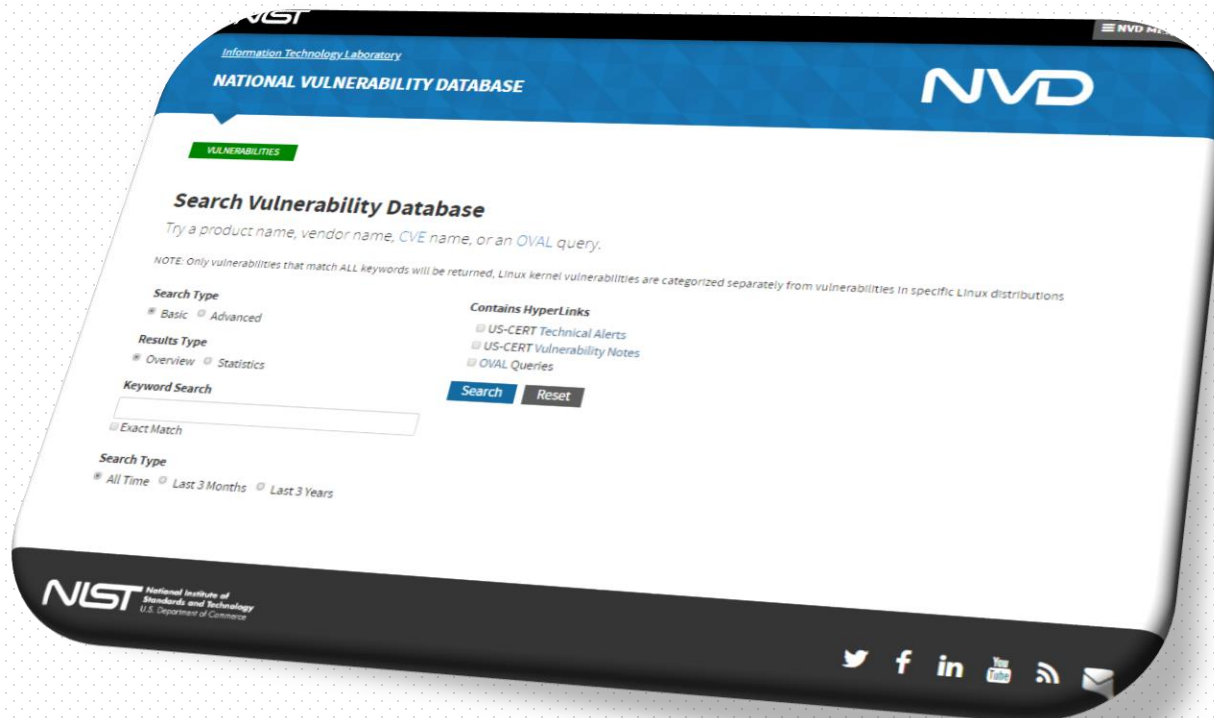 NIST
NVD
Information Technology Laboratory
NATIONAL VULNERABILITY DATABASE
NVD
VULNERABILITIES
Search Vulnerability Database
Try a product name, vendor name, CVE name, or an OVAL query.
NOTE: Only vulnerabilities that match ALL keywords will be returned, Linux kernel vulnerabilities are categorized separately from vulnerabilities in specific Linux distributions
Search Type
Basic Advanced
Results Type
Overview Statistics
Keyword Search
Exact Match
Search Type
All Time Last 3 Months Last 3 Years
Contains HyperLinks
US-CERT Technical Alerts
US-CERT Vulnerability Notes
OVAL Queries
Search Reset
NIST
National Institute of
Standards and Technology
U.S. Department of Commerce
f in You Tube